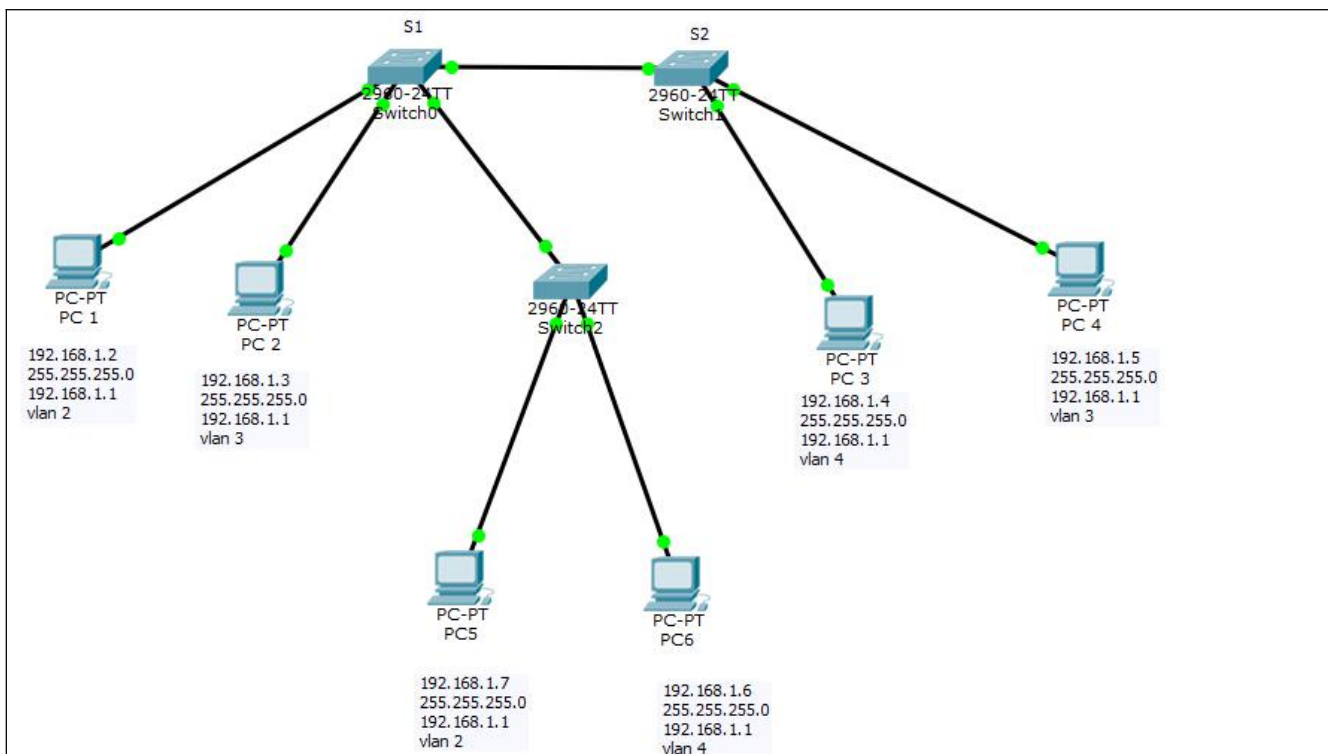 S1
S2
2960-24TT
Switch0
2960-24TT
Switch1
PC-PT
PC 1
192.168.1.2
255.255.255.0
192.168.1.1
vlan 2
PC-PT
PC 2
192.168.1.3
255.255.255.0
192.168.1.1
vlan 3
2960-24TT
Switch2
PC-PT
PC 3
192.168.1.4
255.255.255.0
192.168.1.1
vlan 4
PC-PT
PC 4
192.168.1.5
255.255.255.0
192.168.1.1
vlan 3
PC-PT
PC5
192.168.1.7
255.255.255.0
192.168.1.1
vlan 2
PC-PT
PC6
192.168.1.6
255.255.255.0
192.168.1.1
vlan 4